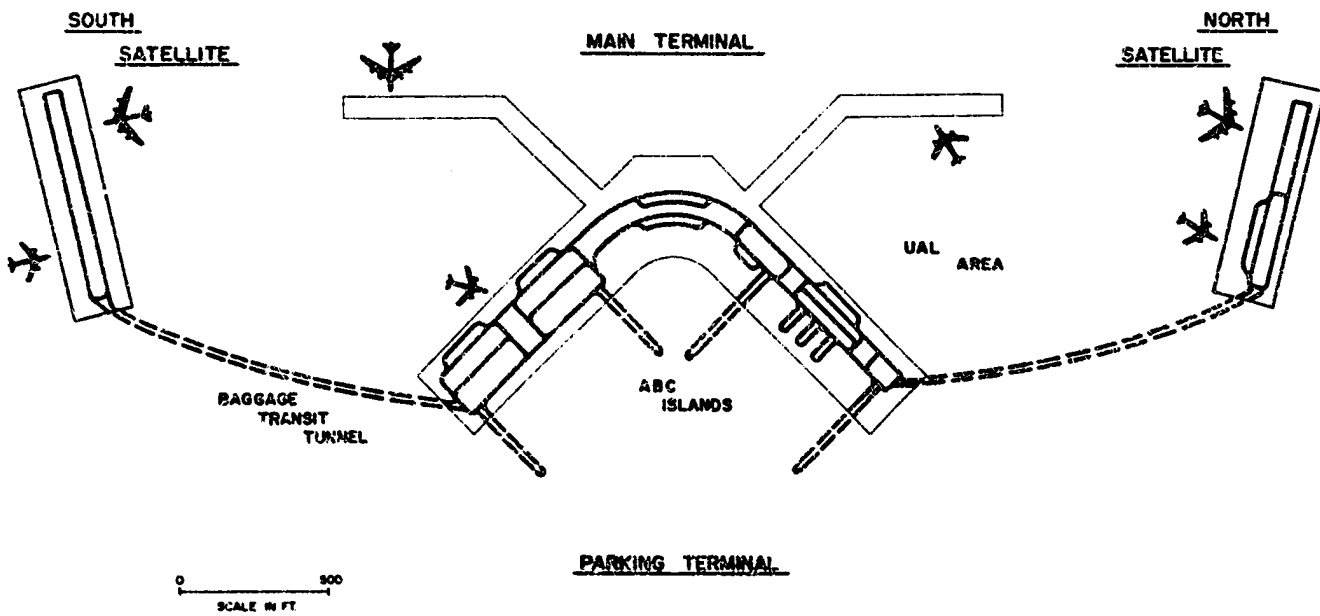 SOUTH
SATELLITE
MAIN TERMINAL
NORTH
SATELLITE
UAL
AREA
ABC
ISLANDS
BAGGAGE
TRANSIT
TUNNEL
PARKING TERMINAL
0 500
SCALE IN FT.